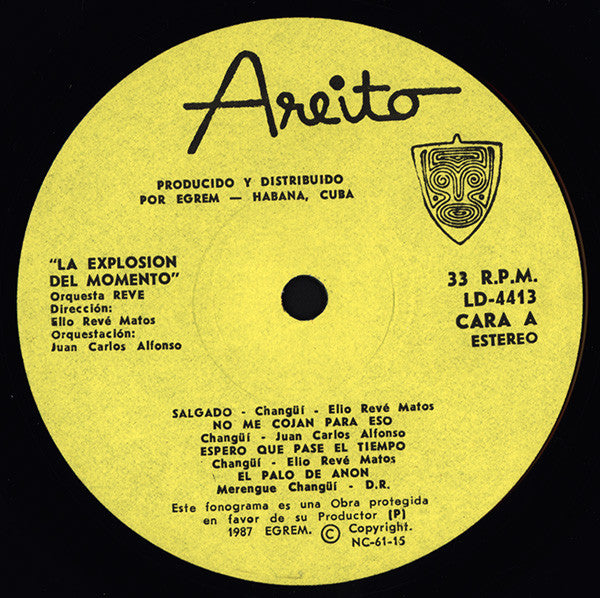 Areito
PRODUCIDO Y DISTRIBUIDO
POR EGREM — HABANA, CUBA
"LA EXPLOSION
DEL MOMENTO"
Orquesta REVE
Dirección:
Elio Revé Matos
Orquestación:
Juan Carlos Alfonso
33 R.P.M.
LD-4413
CARA A
ESTEREO
SALGADO - Changüí - Elio Revé Matos
NO ME COJAN PARA ESO
Changüí - Juan Carlos Alfonso
ESPERO QUE PASE EL TIEMPO
Changüí - Elio Revé Matos
EL PALO DE ANON
Merengue Changüí - D.R.
Este fonograma es una Obra protegida
en favor de su Productor (P)
1987 EGREM. © Copyright.
NC-61-15